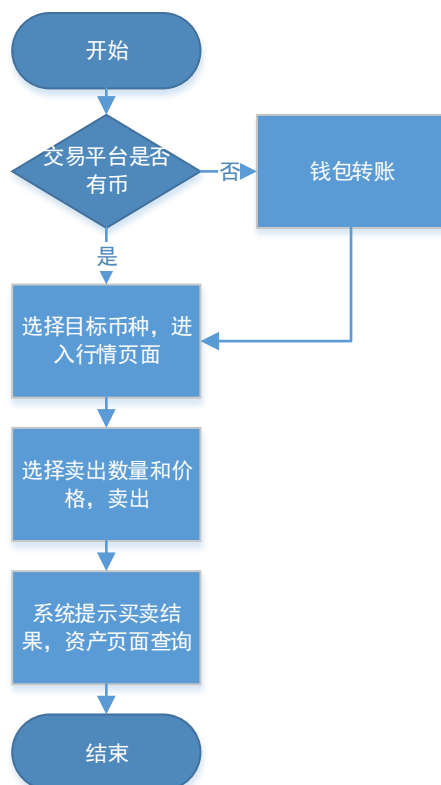 开始
交易平台是否
有币
否
钱包转账
是
选择目标币种，进
入行情页面
选择卖出数量和价
格，卖出
系统提示买卖结
果，资产页面查询
结束